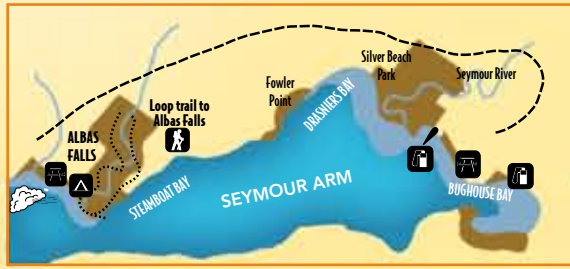 Silver Beach
Park
Seymour River
Fowler
Point
DRASNIERS BAY
Loop trail to
Albas Falls
ALBAS
FALLS
STEAMBOAT BAY
SEYMOUR ARM
BUGHOUSE BAY